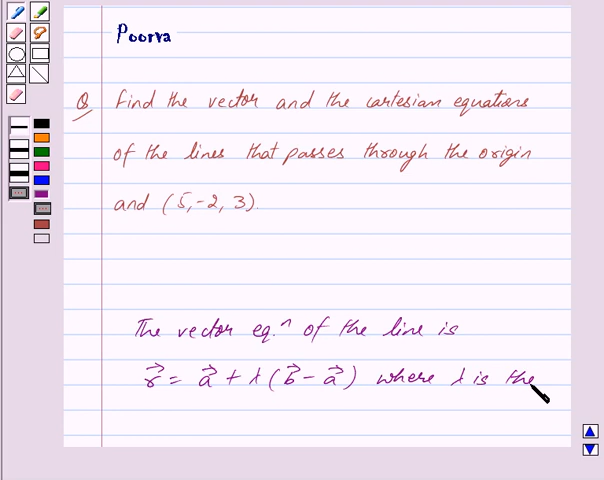 Poorva
Q Find the vector and the cartesian equations
of the lines that passes through the origin
and (5,-2, 3).
The vector eq.ⁿ of the line is
r⃗ = a⃗ + λ (b⃗ - a⃗) where λ is the